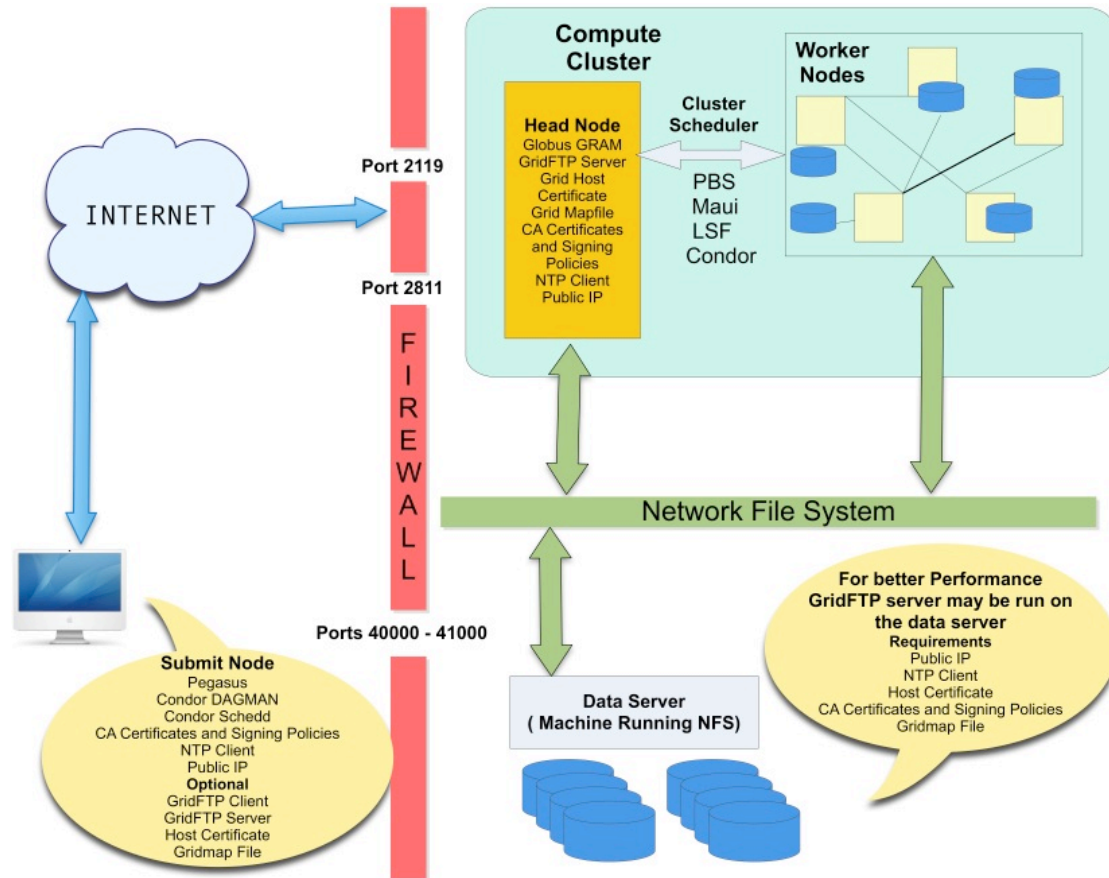 Compute
Cluster
Worker
Nodes
Head Node
Globus GRAM
GridFTP Server
Grid Host
Certificate
Grid Mapfile
CA Certificates
and Signing
Policies
NTP Client
Public IP
Cluster
Scheduler
PBS
Maui
LSF
Condor
INTERNET
Port 2119
Port 2811
FIREWALL
Ports 40000 - 41000
Network File System
Submit Node
Pegasus
Condor DAGMAN
Condor Schedd
CA Certificates and Signing Policies
NTP Client
Public IP
Optional
GridFTP Client
GridFTP Server
Host Certificate
Gridmap File
Data Server
( Machine Running NFS)
For better Performance
GridFTP server may be run on
the data server
Requirements
Public IP
NTP Client
Host Certificate
CA Certificates and Signing Policies
Gridmap File